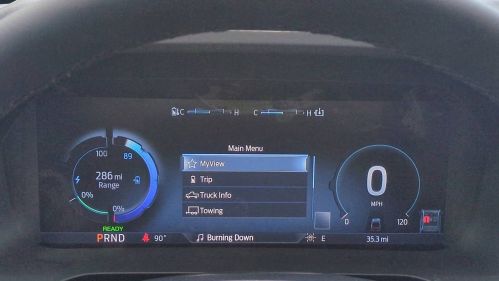 C H C H
Main Menu
100 89
MyView
286 mi
Range
Trip
0
0% 0%
Truck Info
MPH
Towing
0 120
READY
PRND 90° Burning Down E 35.3 mi